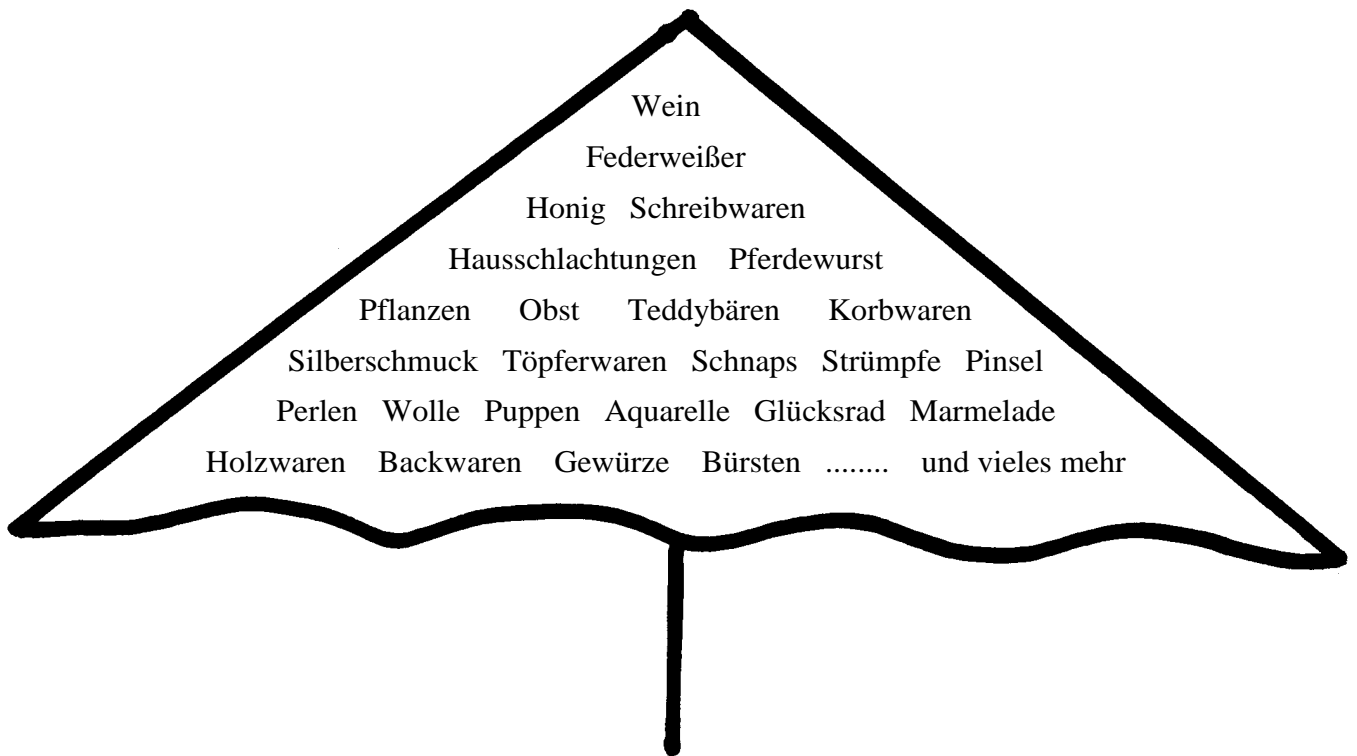 Wein
Federweißer
Honig Schreibwaren
Hausschlachtungen Pferdewurst
Pflanzen Obst Teddybären Korbwaren
Silberschmuck Töpferwaren Schnaps Strümpfe Pinsel
Perlen Wolle Puppen Aquarelle Glücksrad Marmelade
Holzwaren Backwaren Gewürze Bürsten ........ und vieles mehr